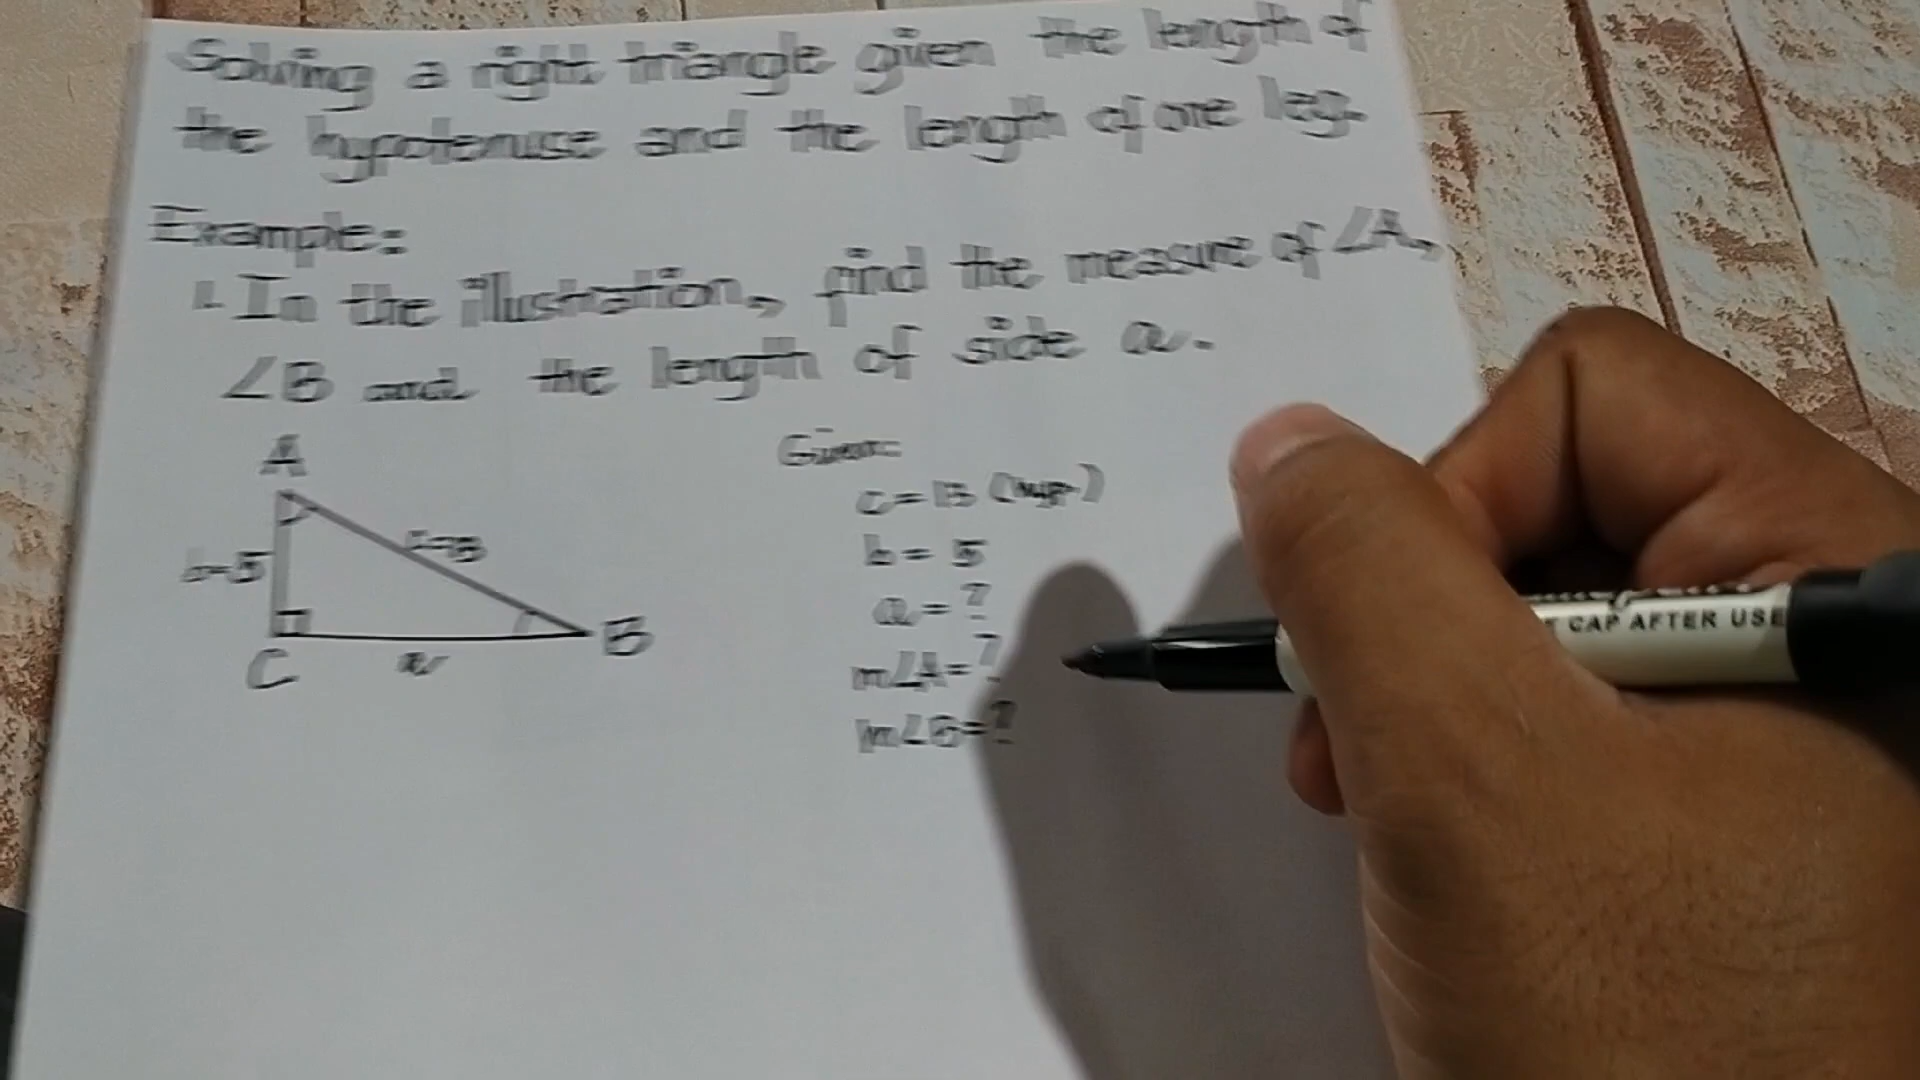 Solving a right triangle given the length of
the hypotenuse and the length of one leg.
Example:
1. In the illustration, find the measure of ∠A,
∠B and the length of side a.
A
b=5
c=13
C
a
B
Given:
c=13 (hyp.)
b= 5
a= ?
m∠A=?
m∠B=?
CAP AFTER USE